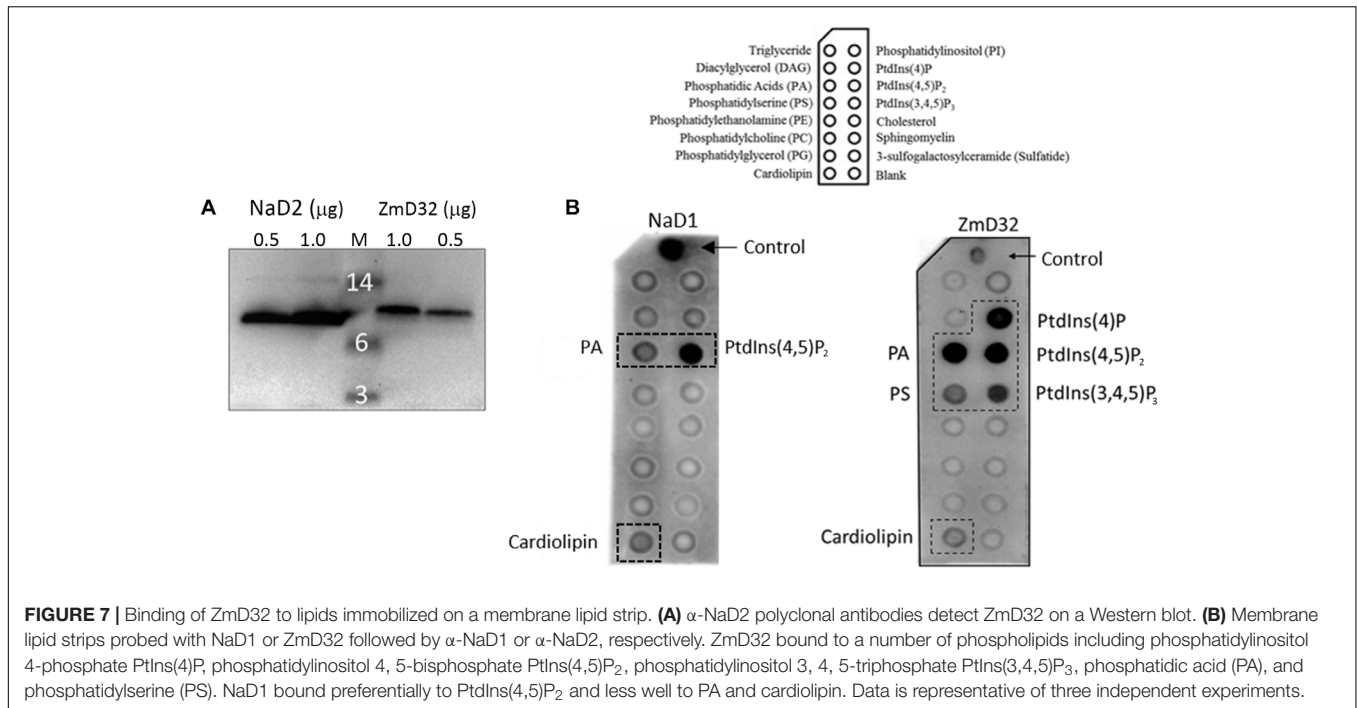 Triglyceride Phosphatidylinositol (PI)
Diacylglycerol (DAG) PtdIns(4)P
Phosphatidic Acids (PA) PtdIns(4,5)P₂
Phosphatidylserine (PS) PtdIns(3,4,5)P₃
Phosphatidylethanolamine (PE) Cholesterol
Phosphatidylcholine (PC) Sphingomyelin
Phosphatidylglycerol (PG) 3-sulfogalactosylceramide (Sulfatide)
Cardiolipin Blank
A
NaD2 (µg) ZmD32 (µg)
0.5 1.0 M 1.0 0.5
14
6
3
B
NaD1
Control
PA PtdIns(4,5)P₂
Cardiolipin
ZmD32
Control
PtdIns(4)P
PA PtdIns(4,5)P₂
PS PtdIns(3,4,5)P₃
Cardiolipin
FIGURE 7 | Binding of ZmD32 to lipids immobilized on a membrane lipid strip. (A) α-NaD2 polyclonal antibodies detect ZmD32 on a Western blot. (B) Membrane
lipid strips probed with NaD1 or ZmD32 followed by α-NaD1 or α-NaD2, respectively. ZmD32 bound to a number of phospholipids including phosphatidylinositol
4-phosphate PtIns(4)P, phosphatidylinositol 4, 5-bisphosphate PtIns(4,5)P₂, phosphatidylinositol 3, 4, 5-triphosphate PtIns(3,4,5)P₃, phosphatidic acid (PA), and
phosphatidylserine (PS). NaD1 bound preferentially to PtdIns(4,5)P₂ and less well to PA and cardiolipin. Data is representative of three independent experiments.